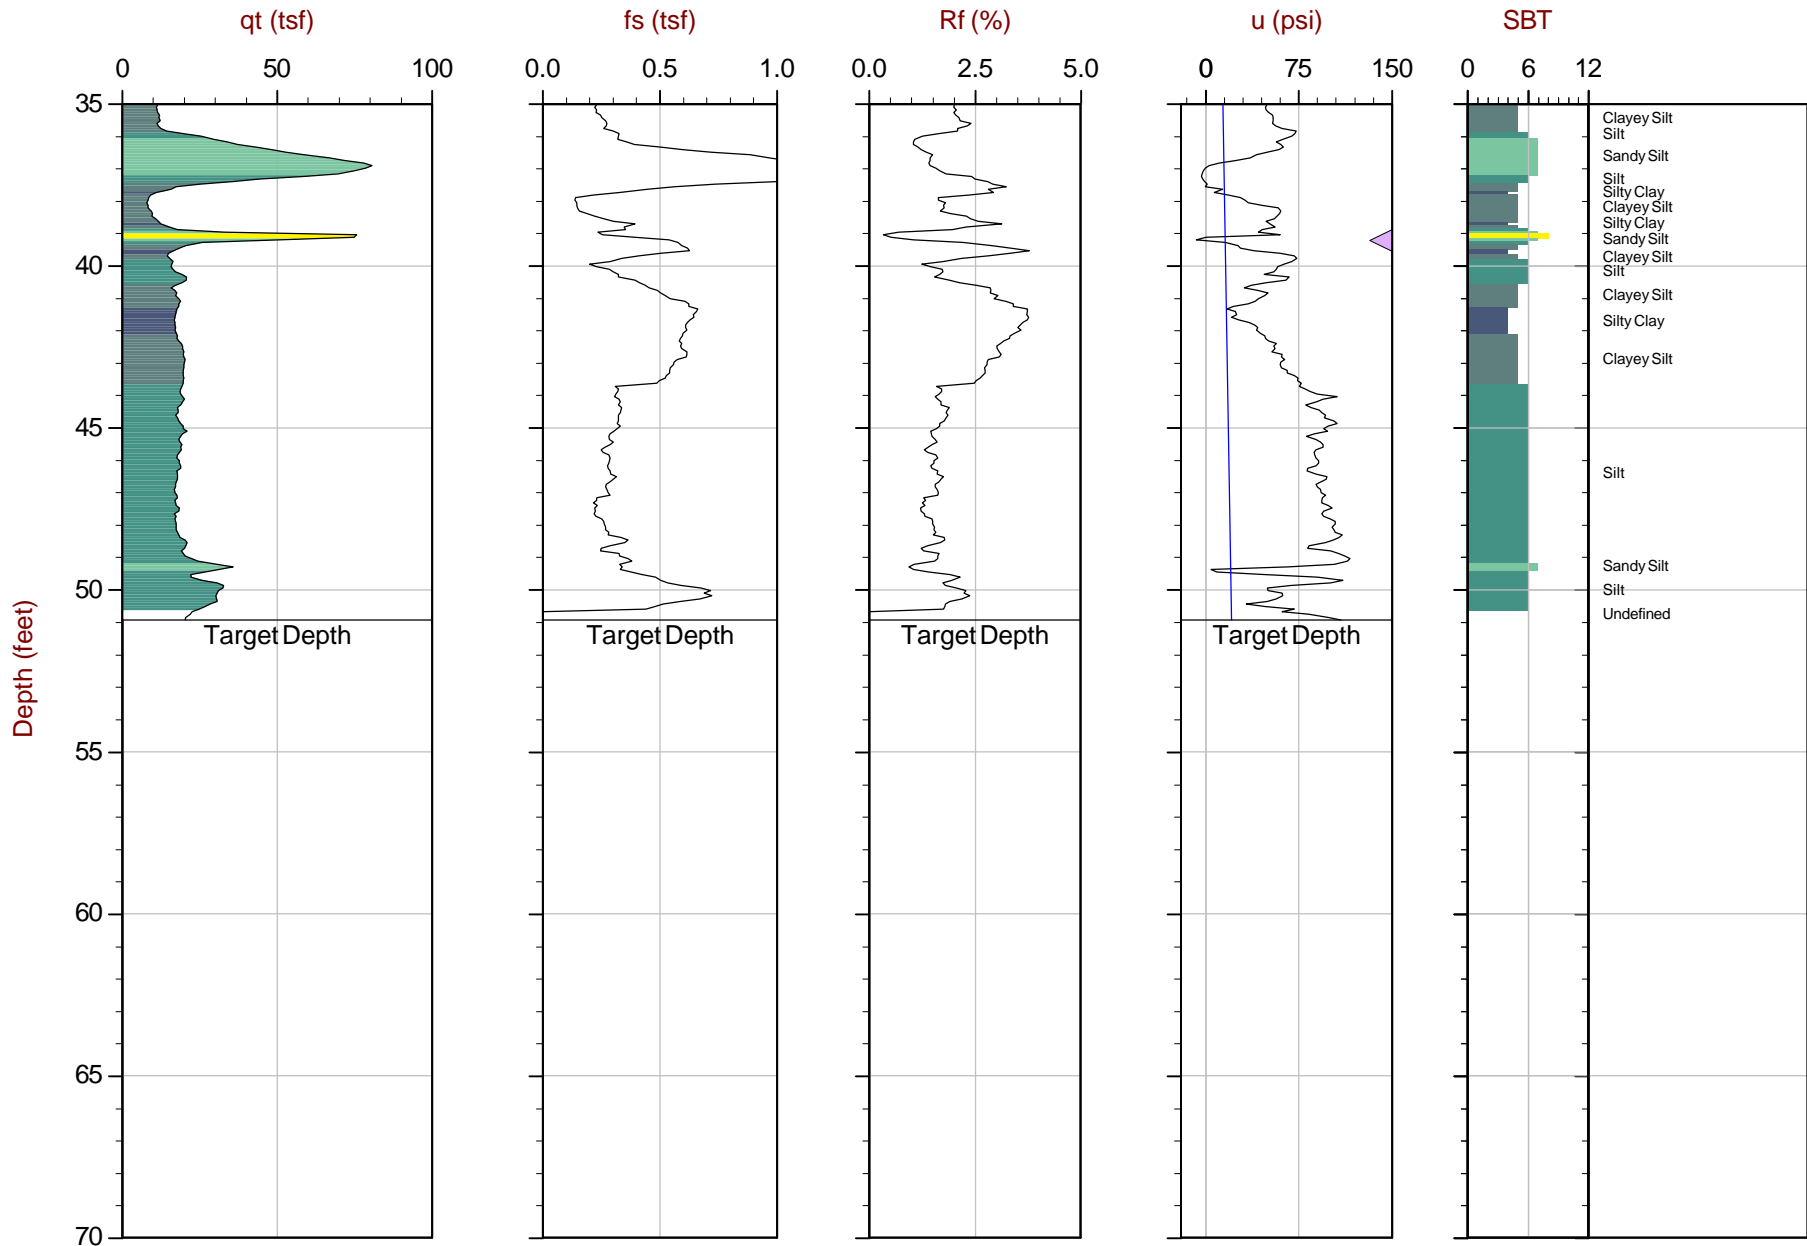 qt (tsf) fs (tsf) Rf (%) u (psi) SBT
0 50 100 0.0 0.5 1.0 0.0 2.5 5.0 0 75 150 0 6 12
35
Clayey Silt
Silt
Sandy Silt
Silt
Silty Clay
Clayey Silt
Silty Clay
Sandy Silt
Clayey Silt
40
Silt
Clayey Silt
Silty Clay
Clayey Silt
45
Silt
Sandy Silt
50
Silt
Undefined
Target Depth Target Depth Target Depth Target Depth
Depth (feet)
55
60
65
70